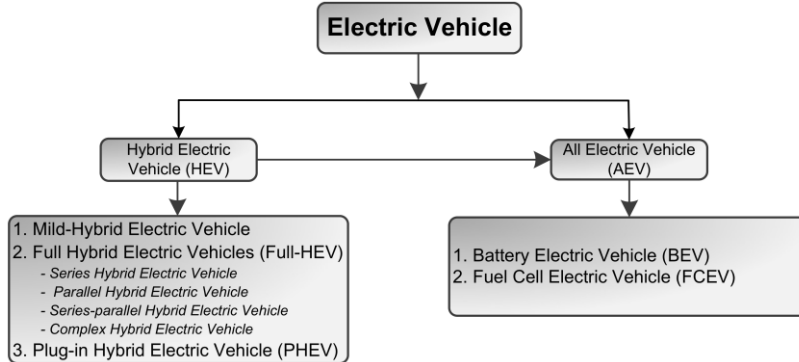 Electric Vehicle
Hybrid Electric
Vehicle (HEV)
All Electric Vehicle
(AEV)
1. Mild-Hybrid Electric Vehicle
2. Full Hybrid Electric Vehicles (Full-HEV)
- Series Hybrid Electric Vehicle
- Parallel Hybrid Electric Vehicle
- Series-parallel Hybrid Electric Vehicle
- Complex Hybrid Electric Vehicle
3. Plug-in Hybrid Electric Vehicle (PHEV)
1. Battery Electric Vehicle (BEV)
2. Fuel Cell Electric Vehicle (FCEV)